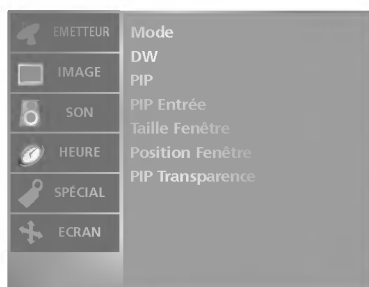 EMETTEUR
IMAGE
SON
HEURE
SPÉCIAL
ECRAN
Mode
DW
PIP
PIP Entrée
Taille Fenêtre
Position Fenêtre
PIP Transparence